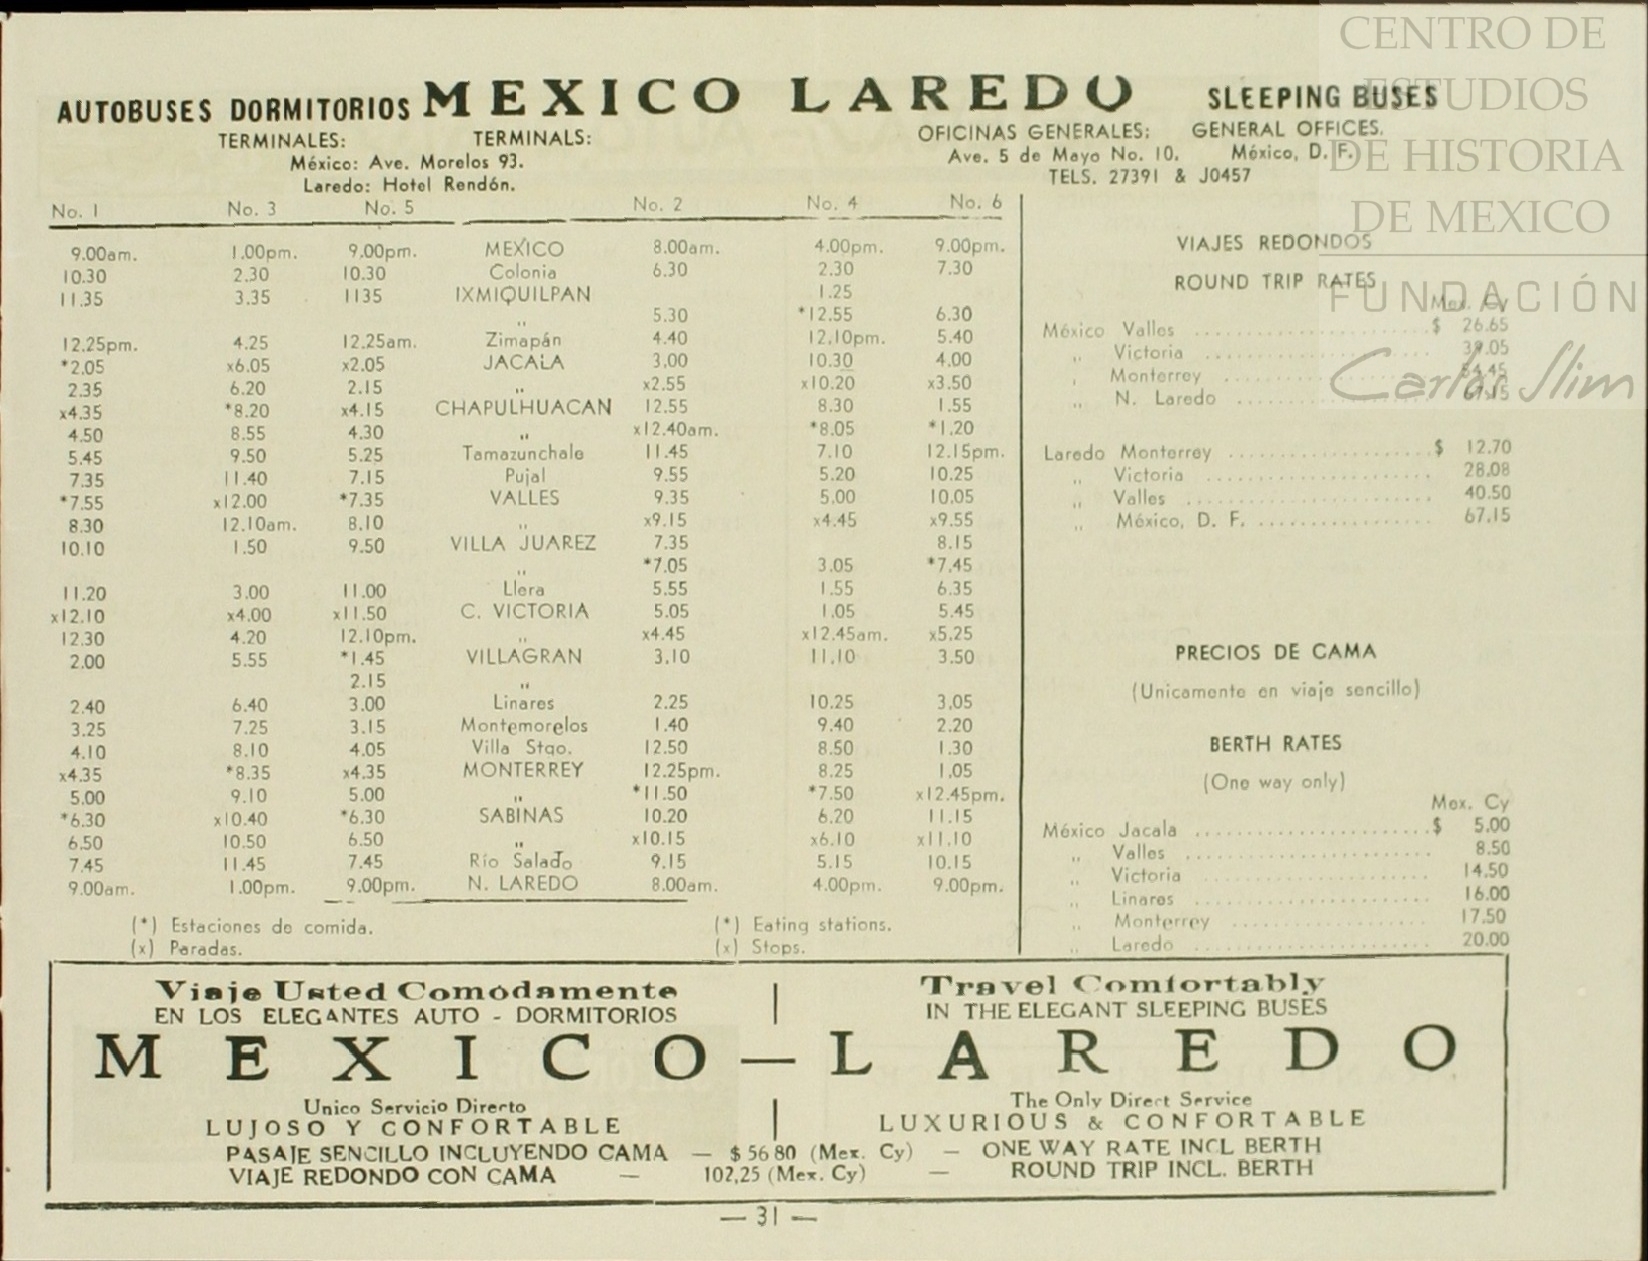 CENTRO DE
ESTUDIOS
DE HISTORIA
DE MEXICO
FUNDACIÓN
Carlos Slim
AUTOBUSES DORMITORIOS MEXICO LAREDO SLEEPING BUSES
TERMINALES: TERMINALS: OFICINAS GENERALES: GENERAL OFFICES.
México: Ave. Morelos 93. Ave. 5 de Mayo No. 10. México, D. F.
Laredo: Hotel Rendón. TELS. 27391 & J0457
No. 1 No. 3 No. 5 No. 2 No. 4 No. 6
9.00am. 1.00pm. 9.00pm. MEXICO 8.00am. 4.00pm. 9.00pm.
10.30 2.30 10.30 Colonia 6.30 2.30 7.30
11.35 3.35 1135 IXMIQUILPAN 1.25
,, 5.30 *12.55 6.30
12.25pm. 4.25 12.25am. Zimapán 4.40 12.10pm. 5.40
*2.05 x6.05 x2.05 JACALA 3.00 10.30 4.00
2.35 6.20 2.15 ,, x2.55 x10.20 x3.50
x4.35 *8.20 x4.15 CHAPULHUACAN 12.55 8.30 1.55
4.50 8.55 4.30 ,, x12.40am. *8.05 *1.20
5.45 9.50 5.25 Tamazunchale 11.45 7.10 12.15pm.
7.35 11.40 7.15 Pujal 9.55 5.20 10.25
*7.55 x12.00 *7.35 VALLES 9.35 5.00 10.05
8.30 12.10am. 8.10 ,, x9.15 x4.45 x9.55
10.10 1.50 9.50 VILLA JUAREZ 7.35 8.15
,, *7.05 3.05 *7.45
11.20 3.00 11.00 Llera 5.55 1.55 6.35
x12.10 x4.00 x11.50 C. VICTORIA 5.05 1.05 5.45
12.30 4.20 12.10pm. ,, x4.45 x12.45am. x5.25
2.00 5.55 *1.45 VILLAGRAN 3.10 11.10 3.50
2.15 ,,
2.40 6.40 3.00 Linares 2.25 10.25 3.05
3.25 7.25 3.15 Montemorelos 1.40 9.40 2.20
4.10 8.10 4.05 Villa Stgo. 12.50 8.50 1.30
x4.35 *8.35 x4.35 MONTERREY 12.25pm. 8.25 1.05
5.00 9.10 5.00 ,, *11.50 *7.50 x12.45pm.
*6.30 x10.40 *6.30 SABINAS 10.20 6.20 11.15
6.50 10.50 6.50 ,, x10.15 x6.10 x11.10
7.45 11.45 7.45 Río Salado 9.15 5.15 10.15
9.00am. 1.00pm. 9.00pm. N. LAREDO 8.00am. 4.00pm. 9.00pm.
(*) Estaciones de comida. (*) Eating stations.
(x) Paradas. (x) Stops.
VIAJES REDONDOS
ROUND TRIP RATES
Mex. Cy
México Valles ........................ $ 26.65
,, Victoria ........................ 39.05
, Monterrey ........................ 54.45
,, N. Laredo ........................ 67.15
Laredo Monterrey ........................ $ 12.70
,, Victoria ........................ 28.08
,, Valles ........................ 40.50
,, México, D. F. ................... 67.15
PRECIOS DE CAMA
(Unicamente en viaje sencillo)
BERTH RATES
(One way only)
Mex. Cy
México Jacala ........................ $ 5.00
,, Valles ........................ 8.50
,, Victoria ........................ 14.50
,, Linares ........................ 16.00
,, Monterrey ........................ 17.50
,, Laredo ........................ 20.00
Viaje Usted Comódamente | Travel Comfortably
EN LOS ELEGANTES AUTO - DORMITORIOS IN THE ELEGANT SLEEPING BUSES
MEXICO — LAREDO
Unico Servicio Directo | The Only Direct Service
LUJOSO Y CONFORTABLE LUXURIOUS & CONFORTABLE
PASAJE SENCILLO INCLUYENDO CAMA — $ 56 80 (Mex. Cy) — ONE WAY RATE INCL BERTH
VIAJE REDONDO CON CAMA — 102,25 (Mex. Cy) — ROUND TRIP INCL. BERTH
— 31 —